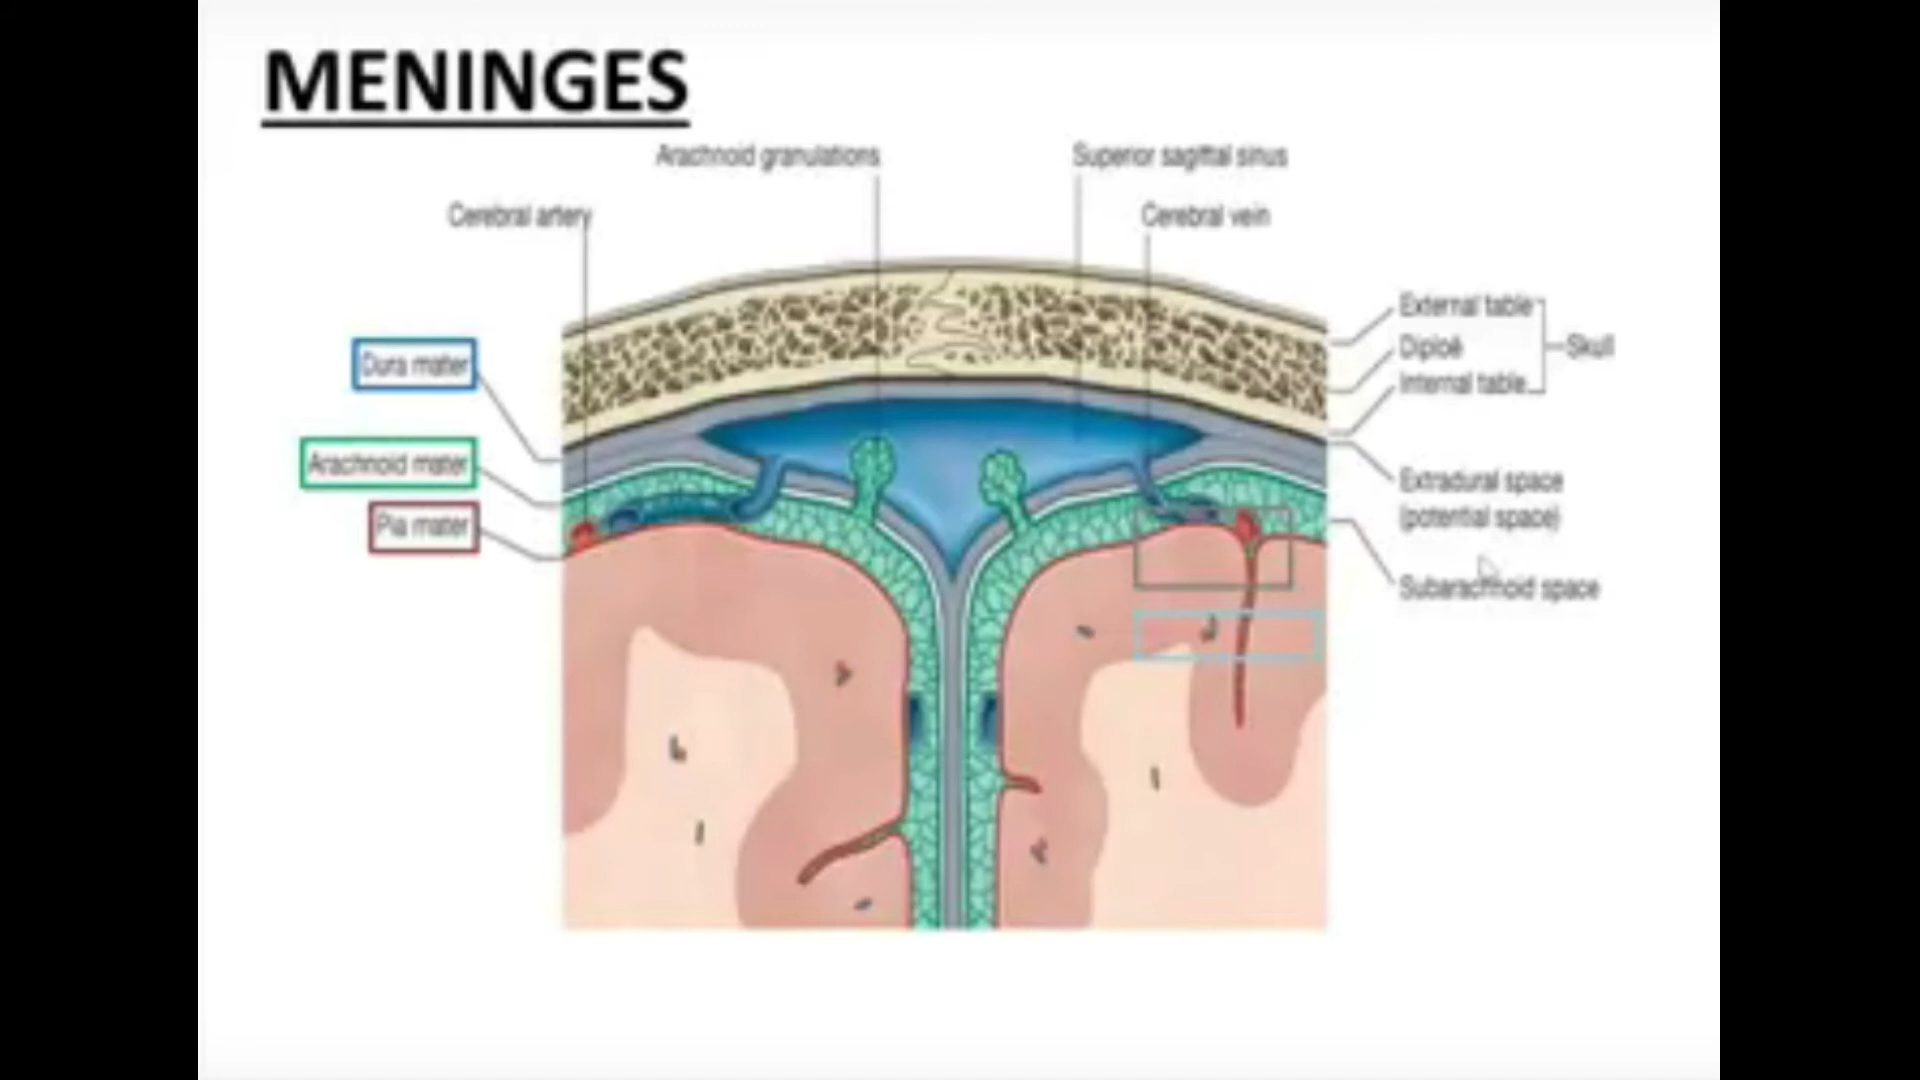 MENINGES
Arachnoid granulations
Superior sagittal sinus
Cerebral artery
Cerebral vein
External table
Diploë
Skull
Internal table
Dura mater
Arachnoid mater
Pia mater
Extradural space
(potential space)
Subarachnoid space